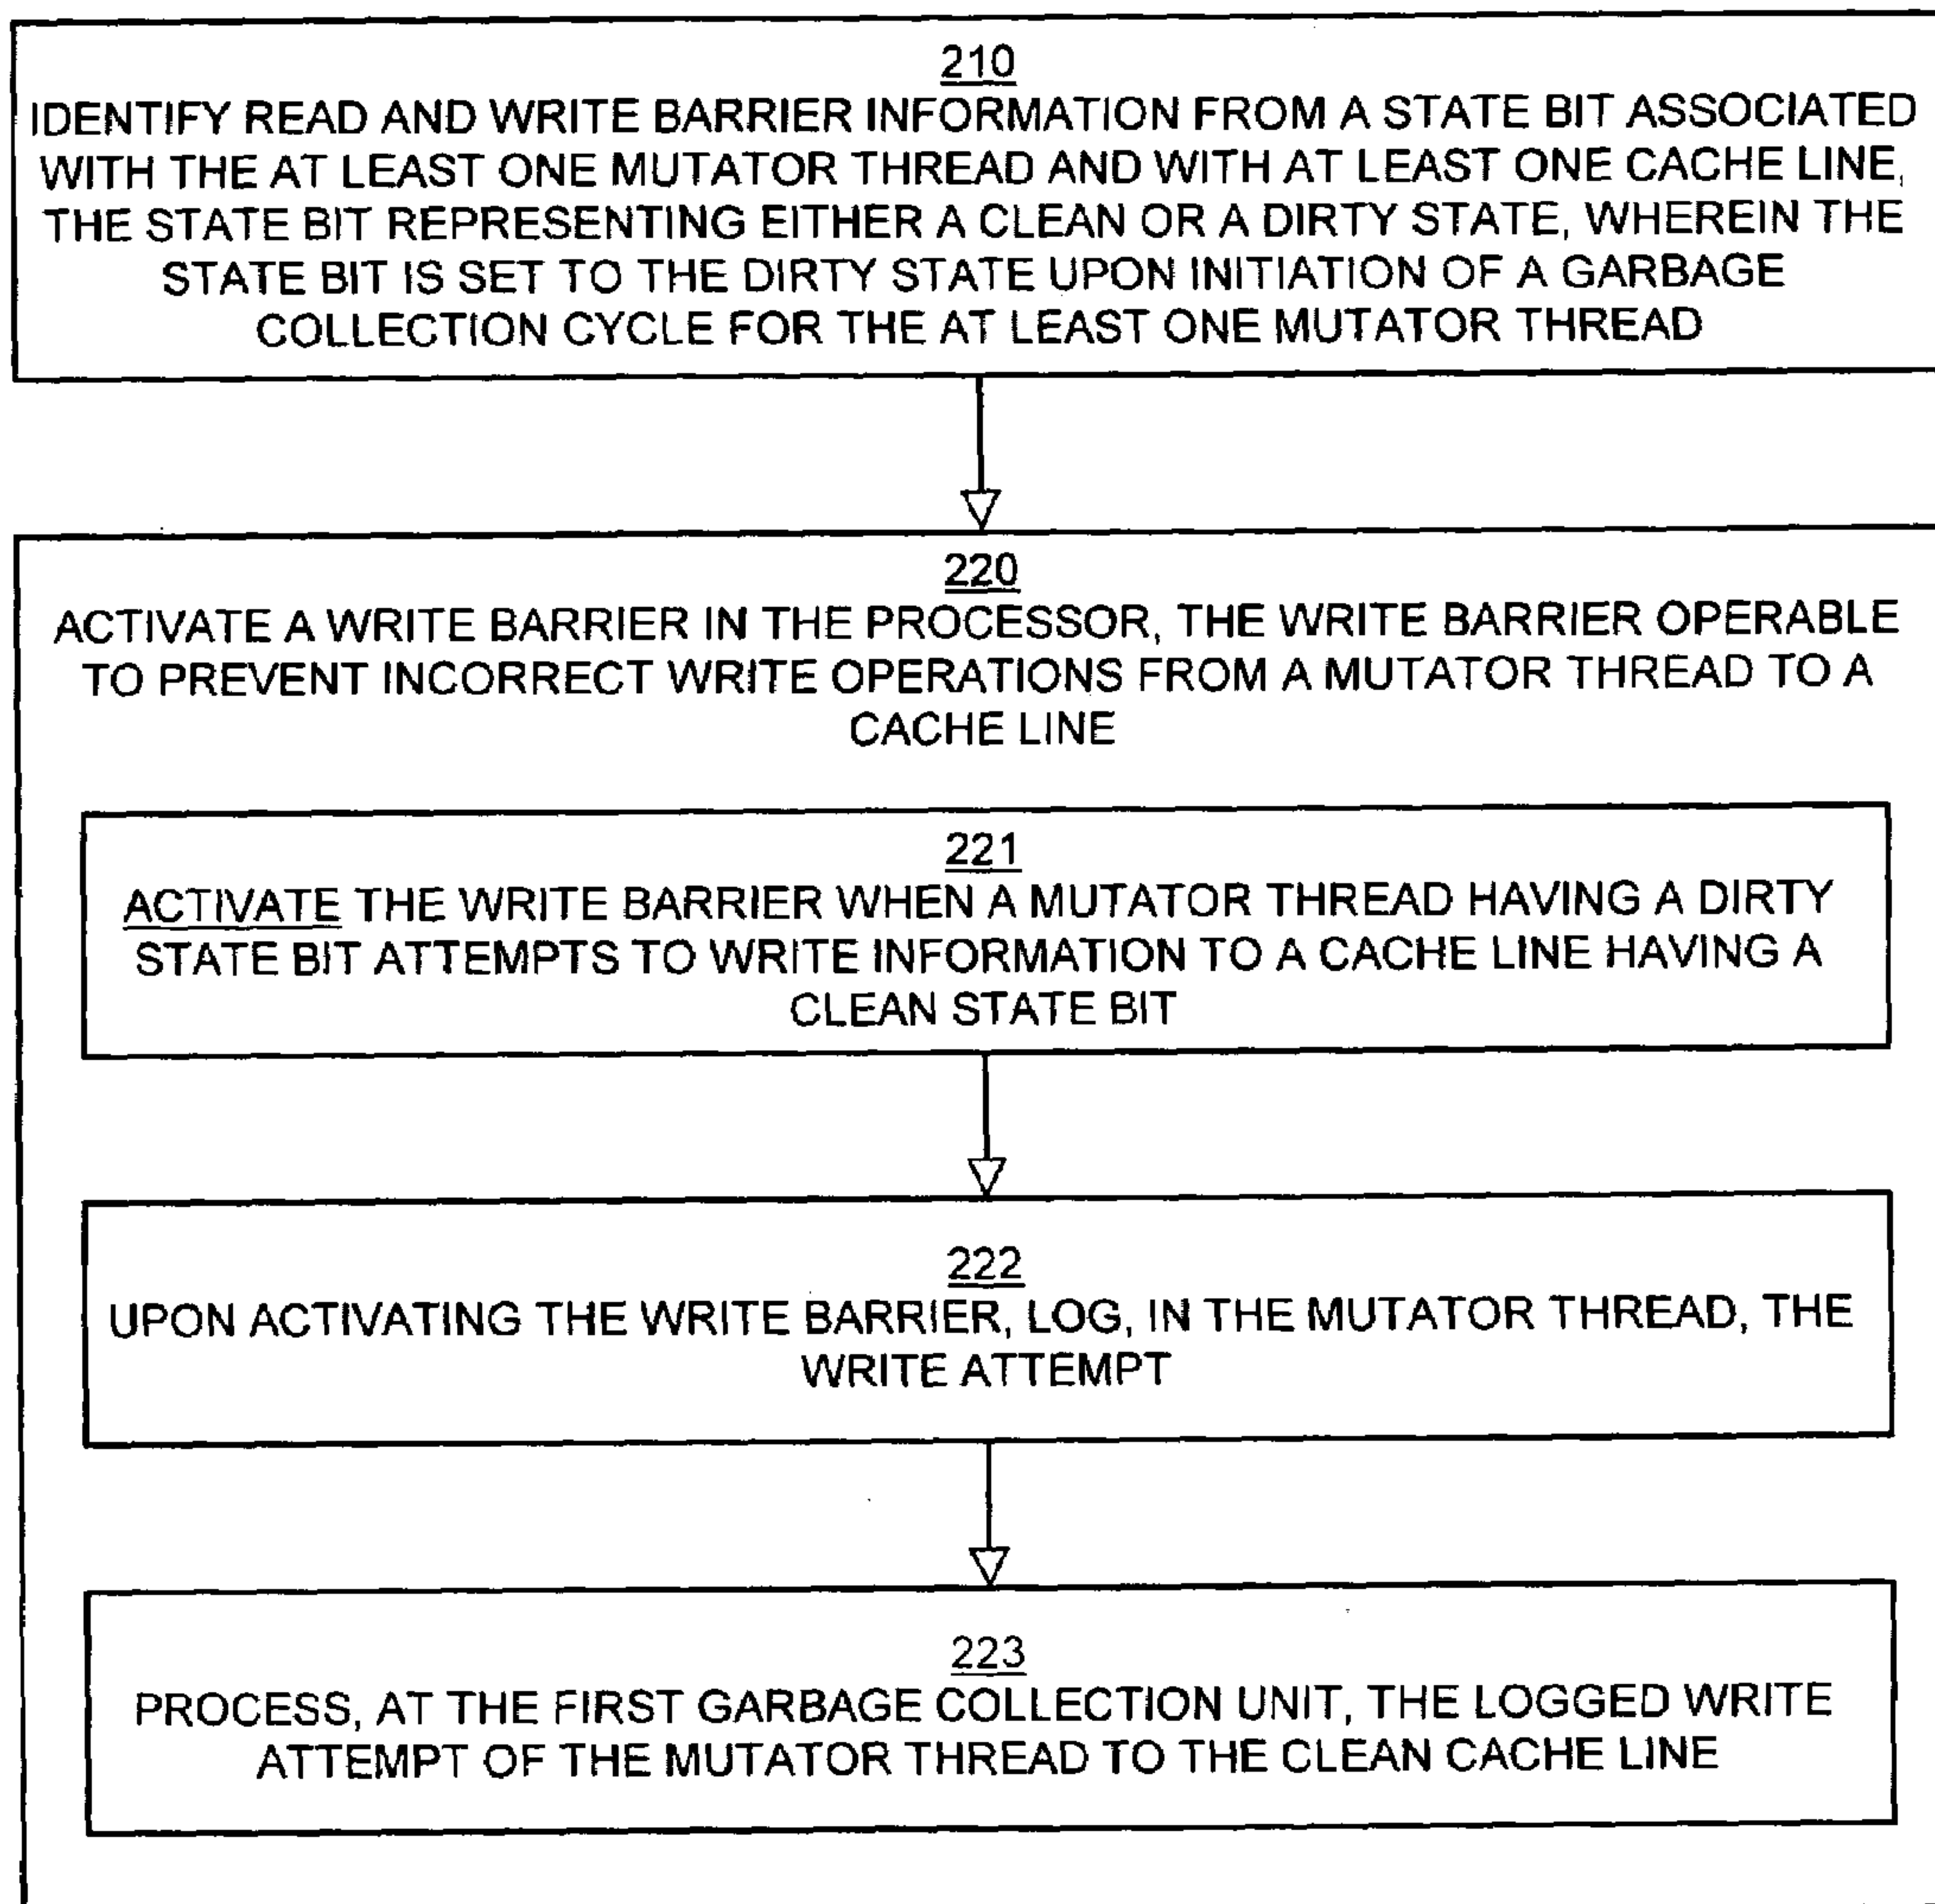 210
IDENTIFY READ AND WRITE BARRIER INFORMATION FROM A STATE BIT ASSOCIATED
WITH THE AT LEAST ONE MUTATOR THREAD AND WITH AT LEAST ONE CACHE LINE,
THE STATE BIT REPRESENTING EITHER A CLEAN OR A DIRTY STATE, WHEREIN THE
STATE BIT IS SET TO THE DIRTY STATE UPON INITIATION OF A GARBAGE
COLLECTION CYCLE FOR THE AT LEAST ONE MUTATOR THREAD
220
ACTIVATE A WRITE BARRIER IN THE PROCESSOR, THE WRITE BARRIER OPERABLE
TO PREVENT INCORRECT WRITE OPERATIONS FROM A MUTATOR THREAD TO A
CACHE LINE
221
ACTIVATE THE WRITE BARRIER WHEN A MUTATOR THREAD HAVING A DIRTY
STATE BIT ATTEMPTS TO WRITE INFORMATION TO A CACHE LINE HAVING A
CLEAN STATE BIT
222
UPON ACTIVATING THE WRITE BARRIER, LOG, IN THE MUTATOR THREAD, THE
WRITE ATTEMPT
223
PROCESS, AT THE FIRST GARBAGE COLLECTION UNIT, THE LOGGED WRITE
ATTEMPT OF THE MUTATOR THREAD TO THE CLEAN CACHE LINE